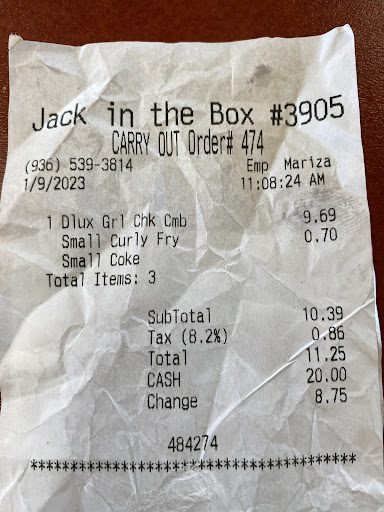 Jack in the Box #3905
CARRY OUT Order# 474
(936) 539-3814 Emp Mariza
1/9/2023 11:08:24 AM
1 Dlux Grl Chk Cmb 9.69
Small Curly Fry 0.70
Small Coke
Total Items: 3
SubTotal 10.39
Tax (8.2%) 0.86
Total 11.25
CASH 20.00
Change 8.75
484274
****************************************